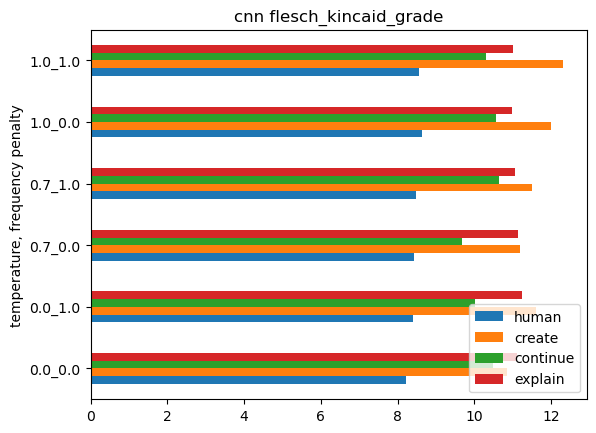 cnn flesch_kincaid_grade
temperature, frequency penalty
1.0_1.0
1.0_0.0
0.7_1.0
0.7_0.0
0.0_1.0
0.0_0.0
human
create
continue
explain
0 2 4 6 8 10 12